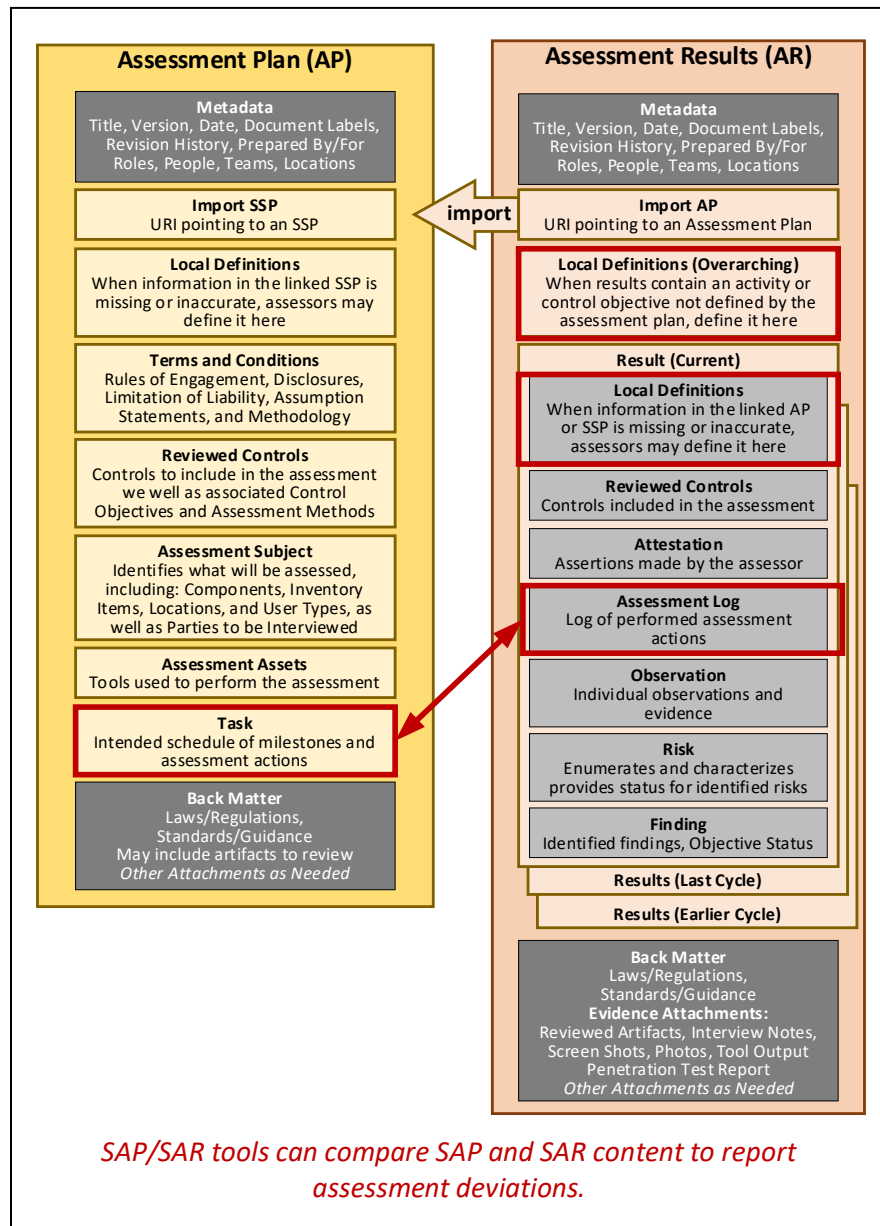 Assessment Plan (AP)
Metadata
Title, Version, Date, Document Labels,
Revision History, Prepared By/For
Roles, People, Teams, Locations
Import SSP
URI pointing to an SSP
Local Definitions
When information in the linked SSP is
missing or inaccurate, assessors may
define it here
Terms and Conditions
Rules of Engagement, Disclosures,
Limitation of Liability, Assumption
Statements, and Methodology
Reviewed Controls
Controls to include in the assessment
we well as associated Control
Objectives and Assessment Methods
Assessment Subject
Identifies what will be assessed,
including: Components, Inventory
Items, Locations, and User Types, as
well as Parties to be Interviewed
Assessment Assets
Tools used to perform the assessment
Task
Intended schedule of milestones and
assessment actions
Back Matter
Laws/Regulations,
Standards/Guidance
May include artifacts to review
Other Attachments as Needed
import
Assessment Results (AR)
Metadata
Title, Version, Date, Document Labels,
Revision History, Prepared By/For
Roles, People, Teams, Locations
Import AP
URI pointing to an Assessment Plan
Local Definitions (Overarching)
When results contain an activity or
control objective not defined by the
assessment plan, define it here
Result (Current)
Local Definitions
When information in the linked AP
or SSP is missing or inaccurate,
assessors may define it here
Reviewed Controls
Controls included in the assessment
Attestation
Assertions made by the assessor
Assessment Log
Log of performed assessment
actions
Observation
Individual observations and
evidence
Risk
Enumerates and characterizes
provides status for identified risks
Finding
Identified findings, Objective Status
Results (Last Cycle)
Results (Earlier Cycle)
Back Matter
Laws/Regulations,
Standards/Guidance
Evidence Attachments:
Reviewed Artifacts, Interview Notes,
Screen Shots, Photos, Tool Output
Penetration Test Report
Other Attachments as Needed
SAP/SAR tools can compare SAP and SAR content to report
assessment deviations.